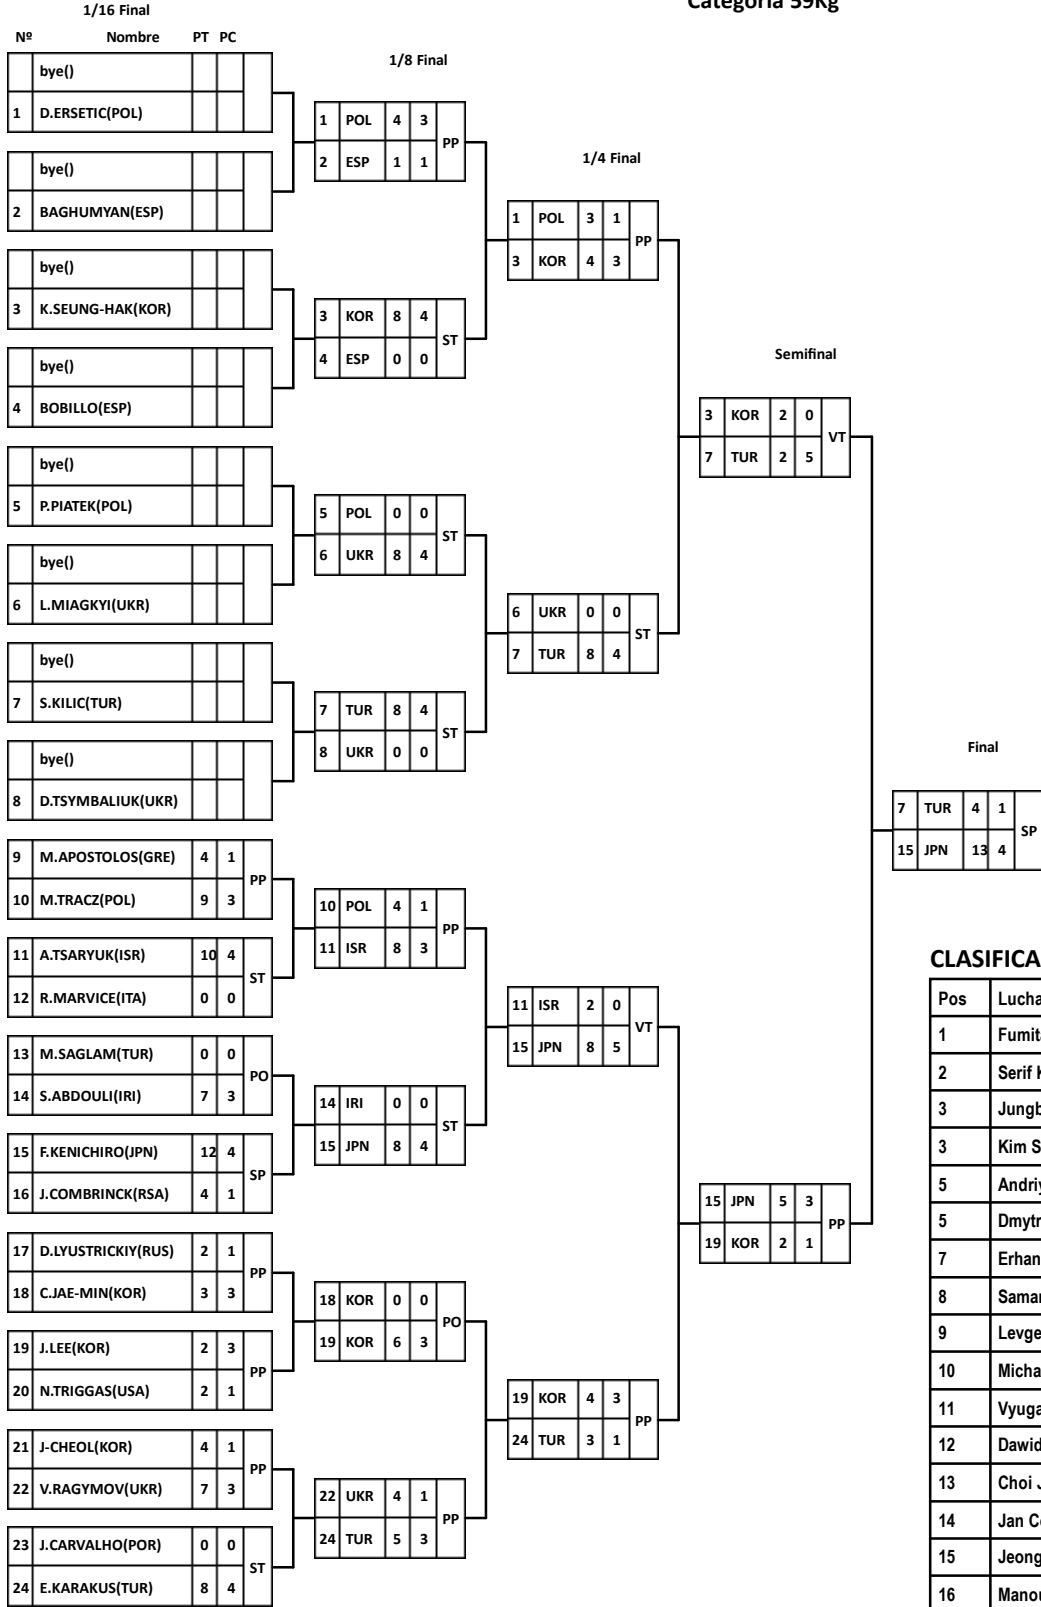 Categoría 59Kg
1/16 Final
Nº Nombre PT PC
bye()
1 D.ERSETIC(POL)
bye()
2 BAGHUMYAN(ESP)
bye()
3 K.SEUNG-HAK(KOR)
bye()
4 BOBILLO(ESP)
bye()
5 P.PIATEK(POL)
bye()
6 L.MIAGKYI(UKR)
bye()
7 S.KILIC(TUR)
bye()
8 D.TSYMBALIUK(UKR)
9 M.APOSTOLOS(GRE) 4 1 PP
10 M.TRACZ(POL) 9 3
11 A.TSARYUK(ISR) 10 4 ST
12 R.MARVICE(ITA) 0 0
13 M.SAGLAM(TUR) 0 0 PO
14 S.ABDOULI(IRI) 7 3
15 F.KENICHIRO(JPN) 12 4 SP
16 J.COMBRINCK(RSA) 4 1
17 D.LYUSTRICKIY(RUS) 2 1 PP
18 C.JAE-MIN(KOR) 3 3
19 J.LEE(KOR) 2 3 PP
20 N.TRIGGAS(USA) 2 1
21 J-CHEOL(KOR) 4 1 PP
22 V.RAGYMOV(UKR) 7 3
23 J.CARVALHO(POR) 0 0 ST
24 E.KARAKUS(TUR) 8 4
1/8 Final
1 POL 4 3 PP
2 ESP 1 1
3 KOR 8 4 ST
4 ESP 0 0
5 POL 0 0 ST
6 UKR 8 4
7 TUR 8 4 ST
8 UKR 0 0
10 POL 4 1 PP
11 ISR 8 3
14 IRI 0 0 ST
15 JPN 8 4
18 KOR 0 0 PO
19 KOR 6 3
22 UKR 4 1 PP
24 TUR 5 3
1/4 Final
1 POL 3 1 PP
3 KOR 4 3
6 UKR 0 0 ST
7 TUR 8 4
11 ISR 2 0 VT
15 JPN 8 5
19 KOR 4 3 PP
24 TUR 3 1
Semifinal
3 KOR 2 0 VT
7 TUR 2 5
15 JPN 5 3 PP
19 KOR 2 1
Final
7 TUR 4 1 SP
15 JPN 13 4
CLASIFICA
Pos Lucha
1 Fumit
2 Serif
3 Jungb
3 Kim S
5 Andriy
5 Dmytr
7 Erhan
8 Saman
9 Levge
10 Micha
11 Vyuga
12 Dawid
13 Choi J
14 Jan C
15 Jeong
16 Manou